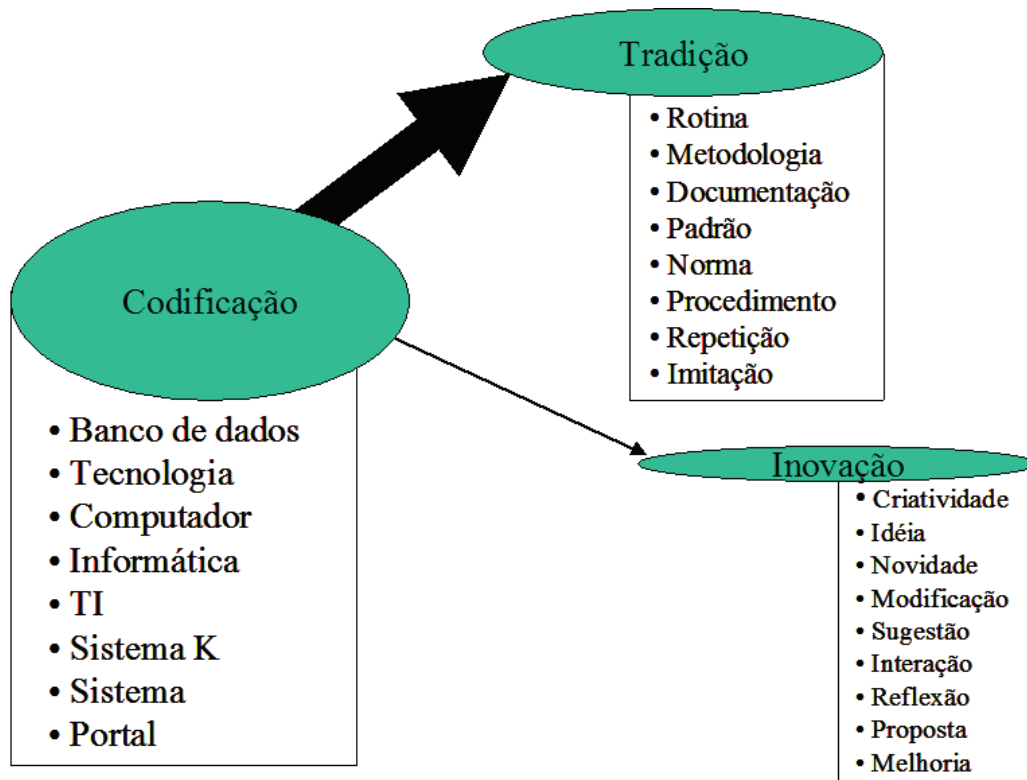 Tradição
• Rotina
• Metodologia
• Documentação
• Padrão
• Norma
• Procedimento
• Repetição
• Imitação
Codificação
• Banco de dados
• Tecnologia
• Computador
• Informática
• TI
• Sistema K
• Sistema
• Portal
Inovação
• Criatividade
• Idéia
• Novidade
• Modificação
• Sugestão
• Interação
• Reflexão
• Proposta
• Melhoria